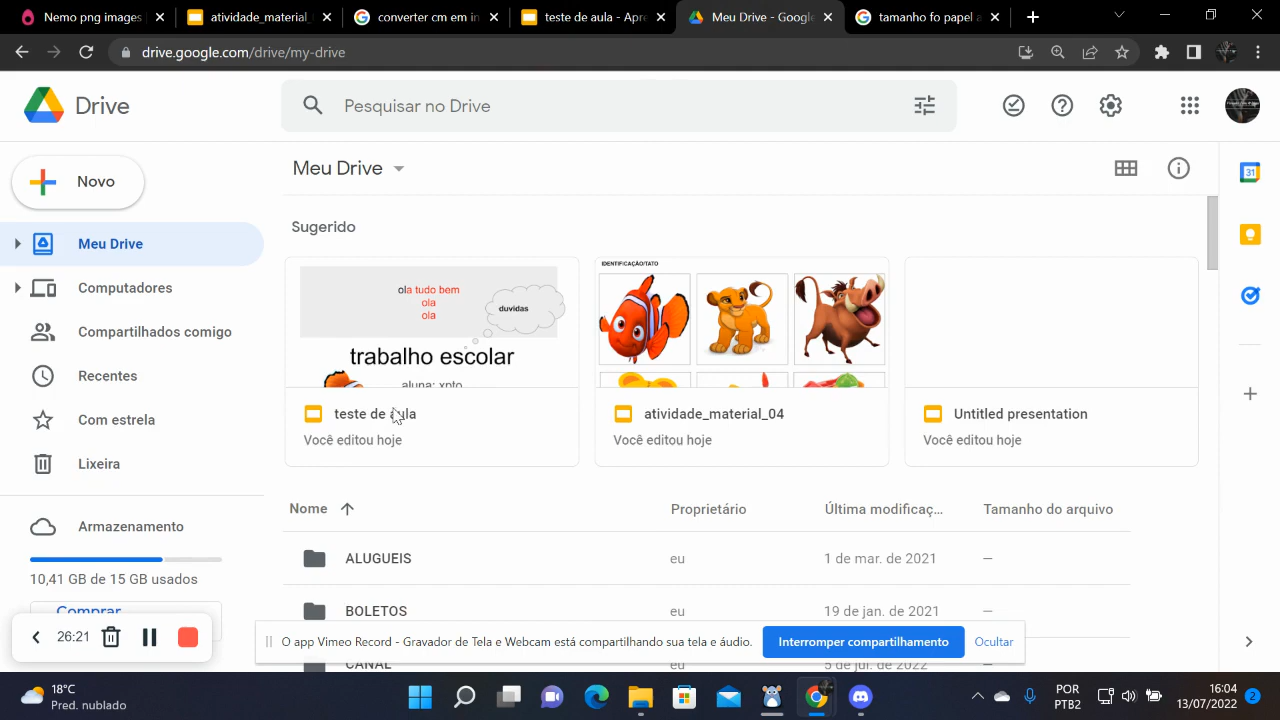 Nemo png images
atividade_material_
converter cm em in
teste de aula - Apre
Meu Drive - Google
tamanho fo papel a
drive.google.com/drive/my-drive
Drive
Pesquisar no Drive
Novo
Meu Drive
Computadores
Compartilhados comigo
Recentes
Com estrela
Lixeira
Armazenamento
10,41 GB de 15 GB usados
Comprar
26:21
Meu Drive
Sugerido
ola tudo bem
ola
ola
duvidas
trabalho escolar
aluna: xpto
teste de aula
Você editou hoje
IDENTIFICAÇÃO/TATO
atividade_material_04
Você editou hoje
Untitled presentation
Você editou hoje
Nome Proprietário Última modificaç... Tamanho do arquivo
ALUGUEIS eu 1 de mar. de 2021 —
BOLETOS eu 19 de jan. de 2021 —
CANAL eu 5 de jul. de 2022 —
O app Vimeo Record - Gravador de Tela e Webcam está compartilhando sua tela e áudio. Interromper compartilhamento Ocultar
31
18°C
Pred. nublado
POR
PTB2
16:04
13/07/2022
2